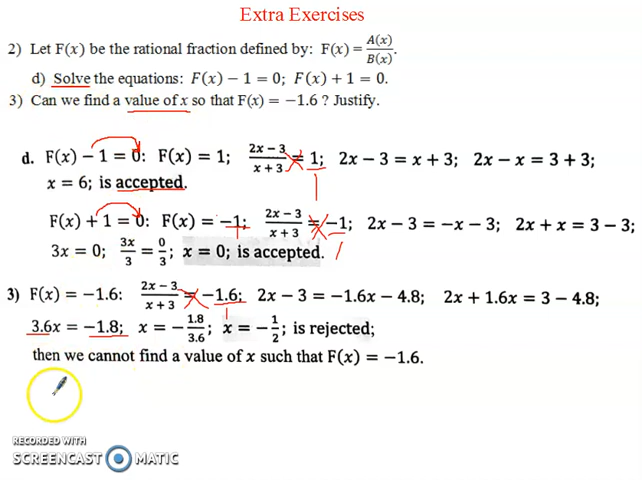 Extra Exercises
2) Let F(x) be the rational fraction defined by: F(x) = A(x)/B(x).
d) Solve the equations: F(x) − 1 = 0; F(x) + 1 = 0.
3) Can we find a value of x so that F(x) = −1.6 ? Justify.
d. F(x) − 1 = 0: F(x) = 1; (2x − 3)/(x + 3) = 1; 2x − 3 = x + 3; 2x − x = 3 + 3;
x = 6; is accepted.
F(x) + 1 = 0: F(x) = −1; (2x − 3)/(x + 3) = −1; 2x − 3 = −x − 3; 2x + x = 3 − 3;
3x = 0; 3x/3 = 0/3; x = 0; is accepted.
3) F(x) = −1.6: (2x − 3)/(x + 3) = −1.6; 2x − 3 = −1.6x − 4.8; 2x + 1.6x = 3 − 4.8;
3.6x = −1.8; x = −1.8/3.6; x = −1/2; is rejected;
then we cannot find a value of x such that F(x) = −1.6.
RECORDED WITH
SCREENCAST MATIC